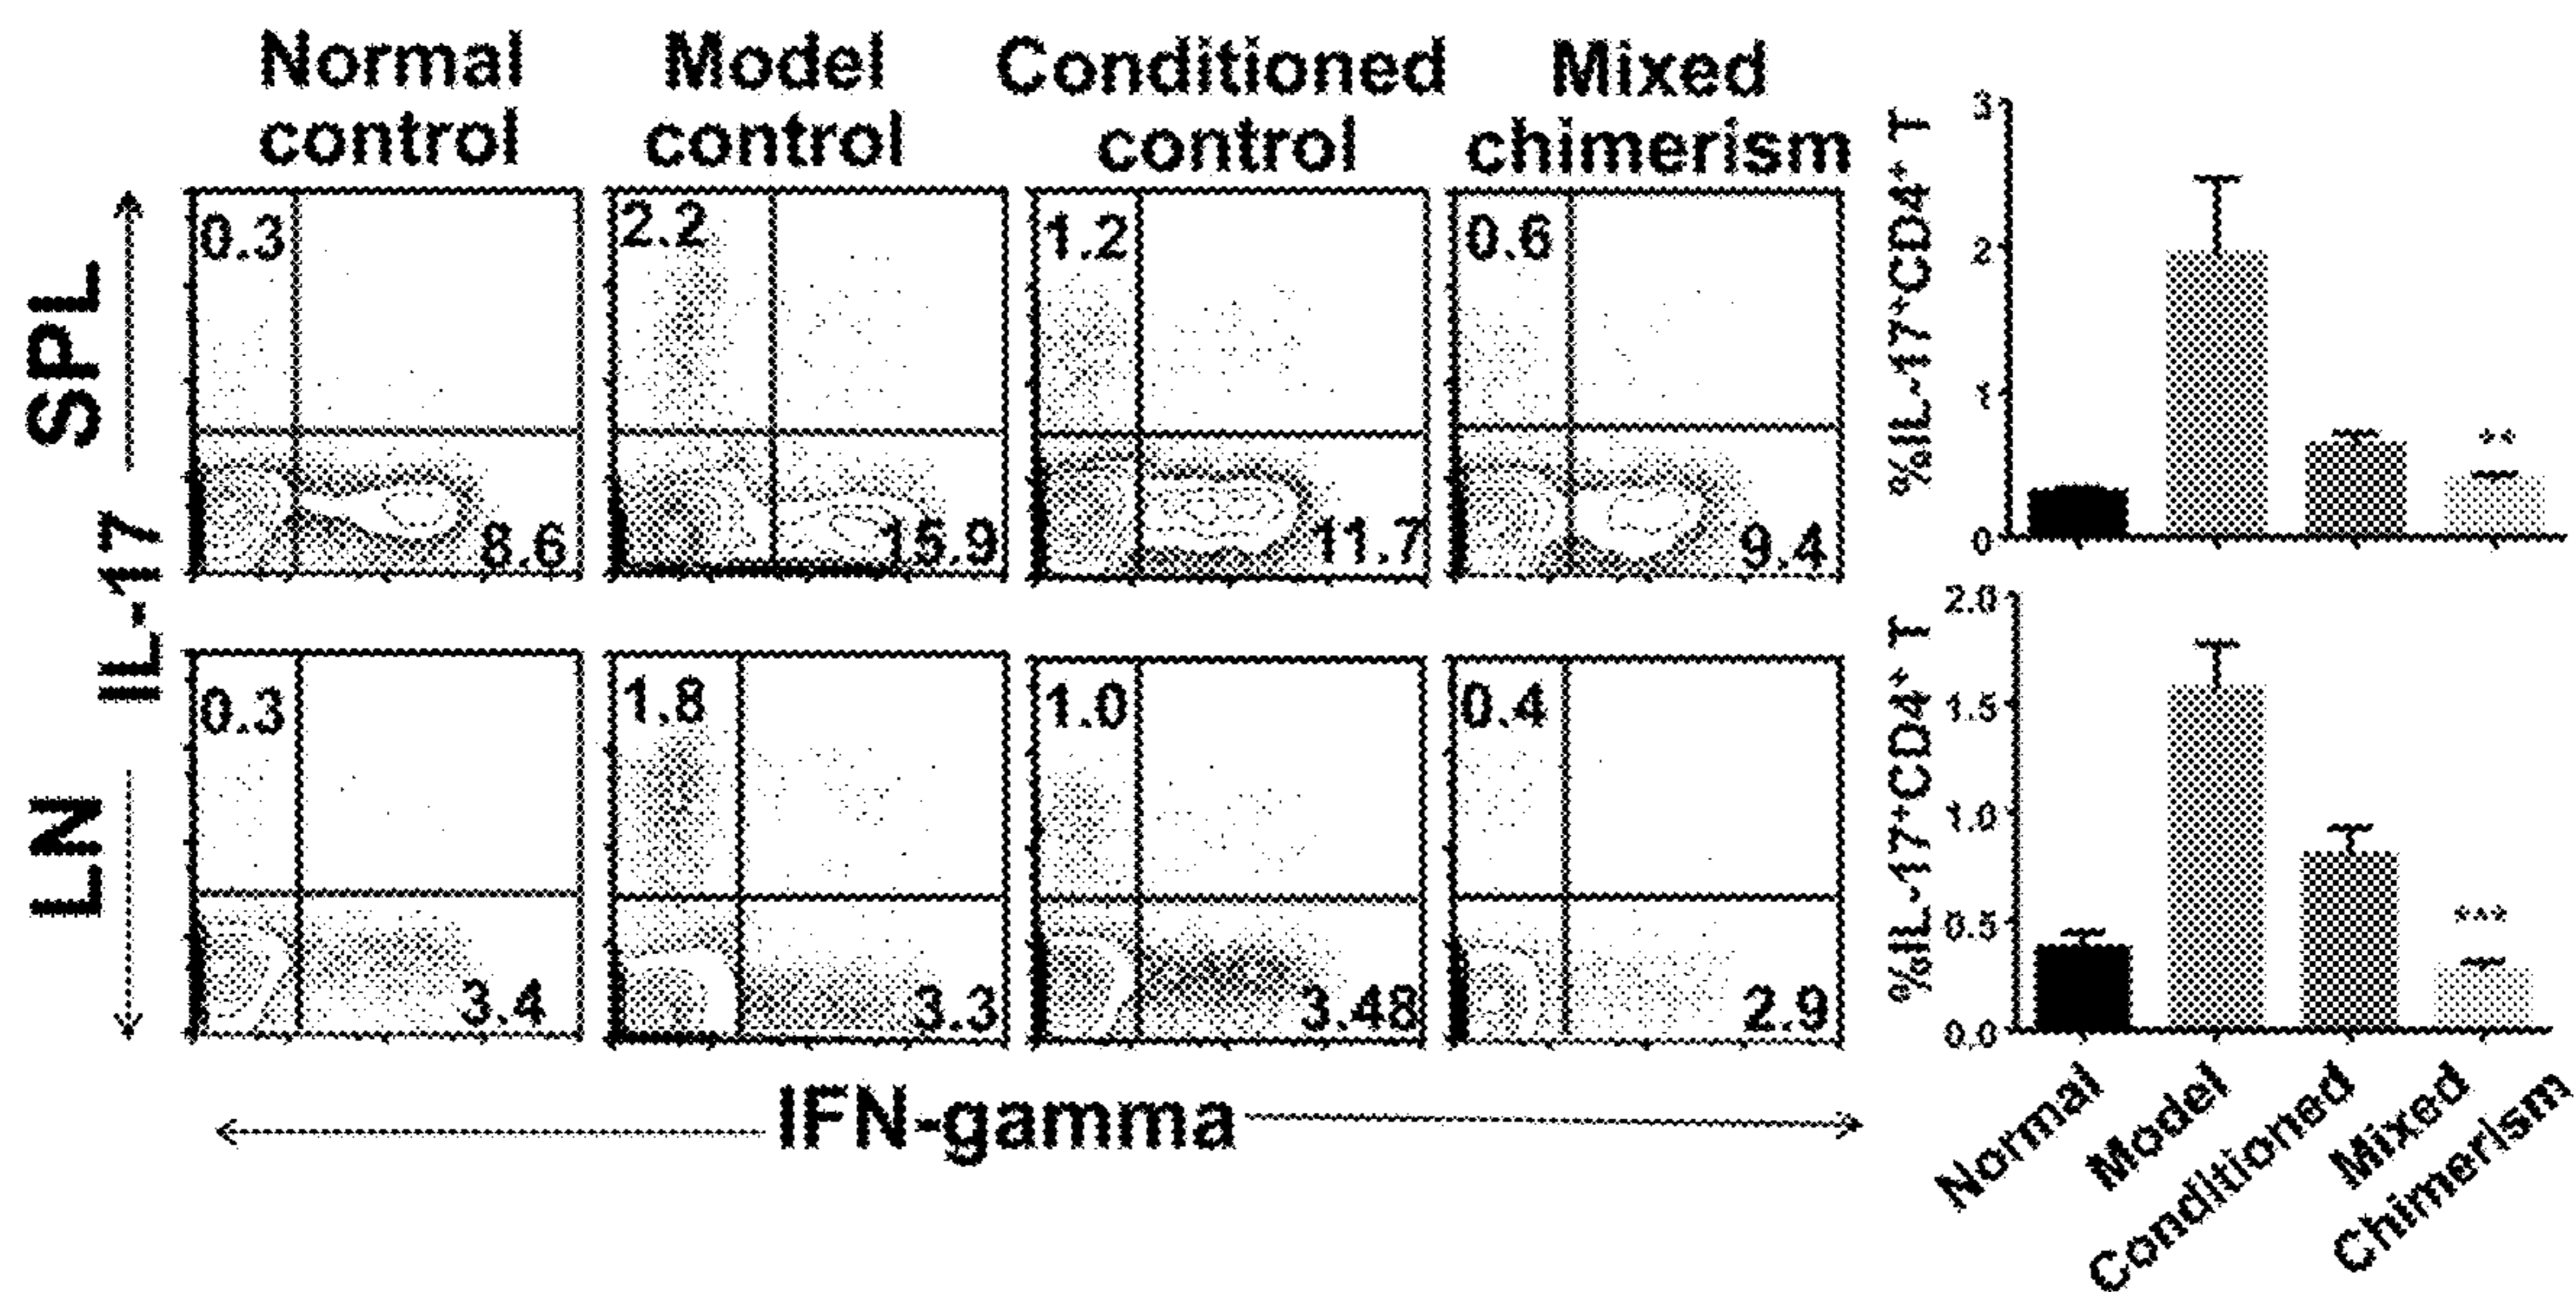 Normal control
Model control
Conditioned control
Mixed chimerism
SPL
IL-17
LN
0.3
8.6
2.2
15.9
1.2
11.7
0.6
9.4
0.3
3.4
1.8
3.3
1.0
3.48
0.4
2.9
IFN-gamma
%IL-17⁺CD4⁺ T
3
2
1
0
**
%IL-17⁺CD4⁺ T
2.0
1.5
1.0
0.5
0.0
***
Normal
Model
Conditioned
Mixed
Chimerism